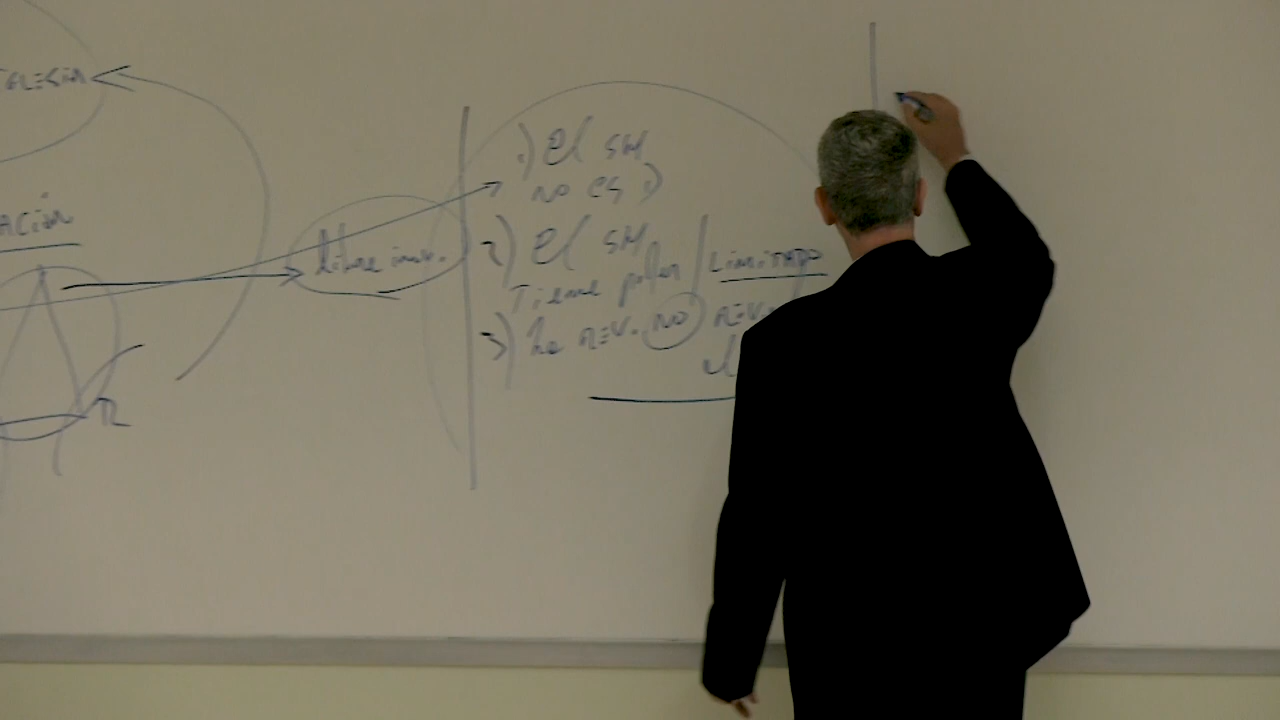 IGLESIA
ACIÓN
libre
1) El SM
no es
2) El SM
Tiene poder / LIMITADO
3) La REV. NO REV.
R